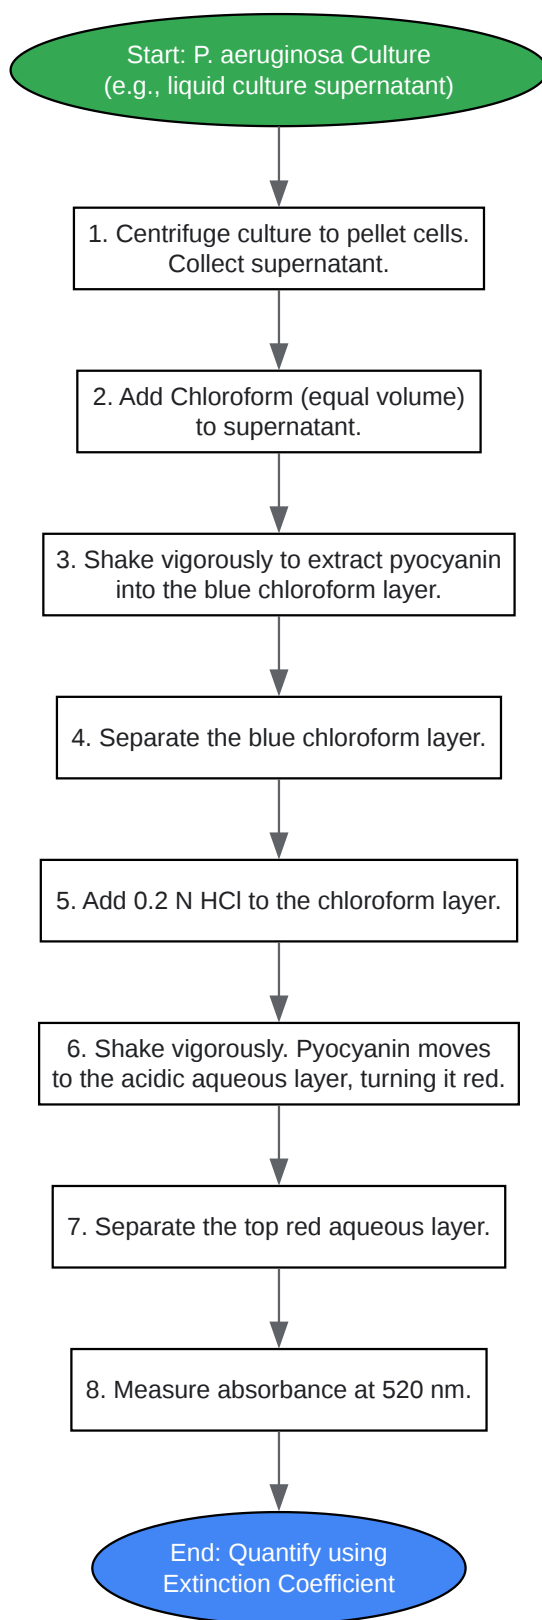 Start: P. aeruginosa Culture
(e.g., liquid culture supernatant)
1. Centrifuge culture to pellet cells.
Collect supernatant.
2. Add Chloroform (equal volume)
to supernatant.
3. Shake vigorously to extract pyocyanin
into the blue chloroform layer.
4. Separate the blue chloroform layer.
5. Add 0.2 N HCl to the chloroform layer.
6. Shake vigorously. Pyocyanin moves
to the acidic aqueous layer, turning it red.
7. Separate the top red aqueous layer.
8. Measure absorbance at 520 nm.
End: Quantify using
Extinction Coefficient